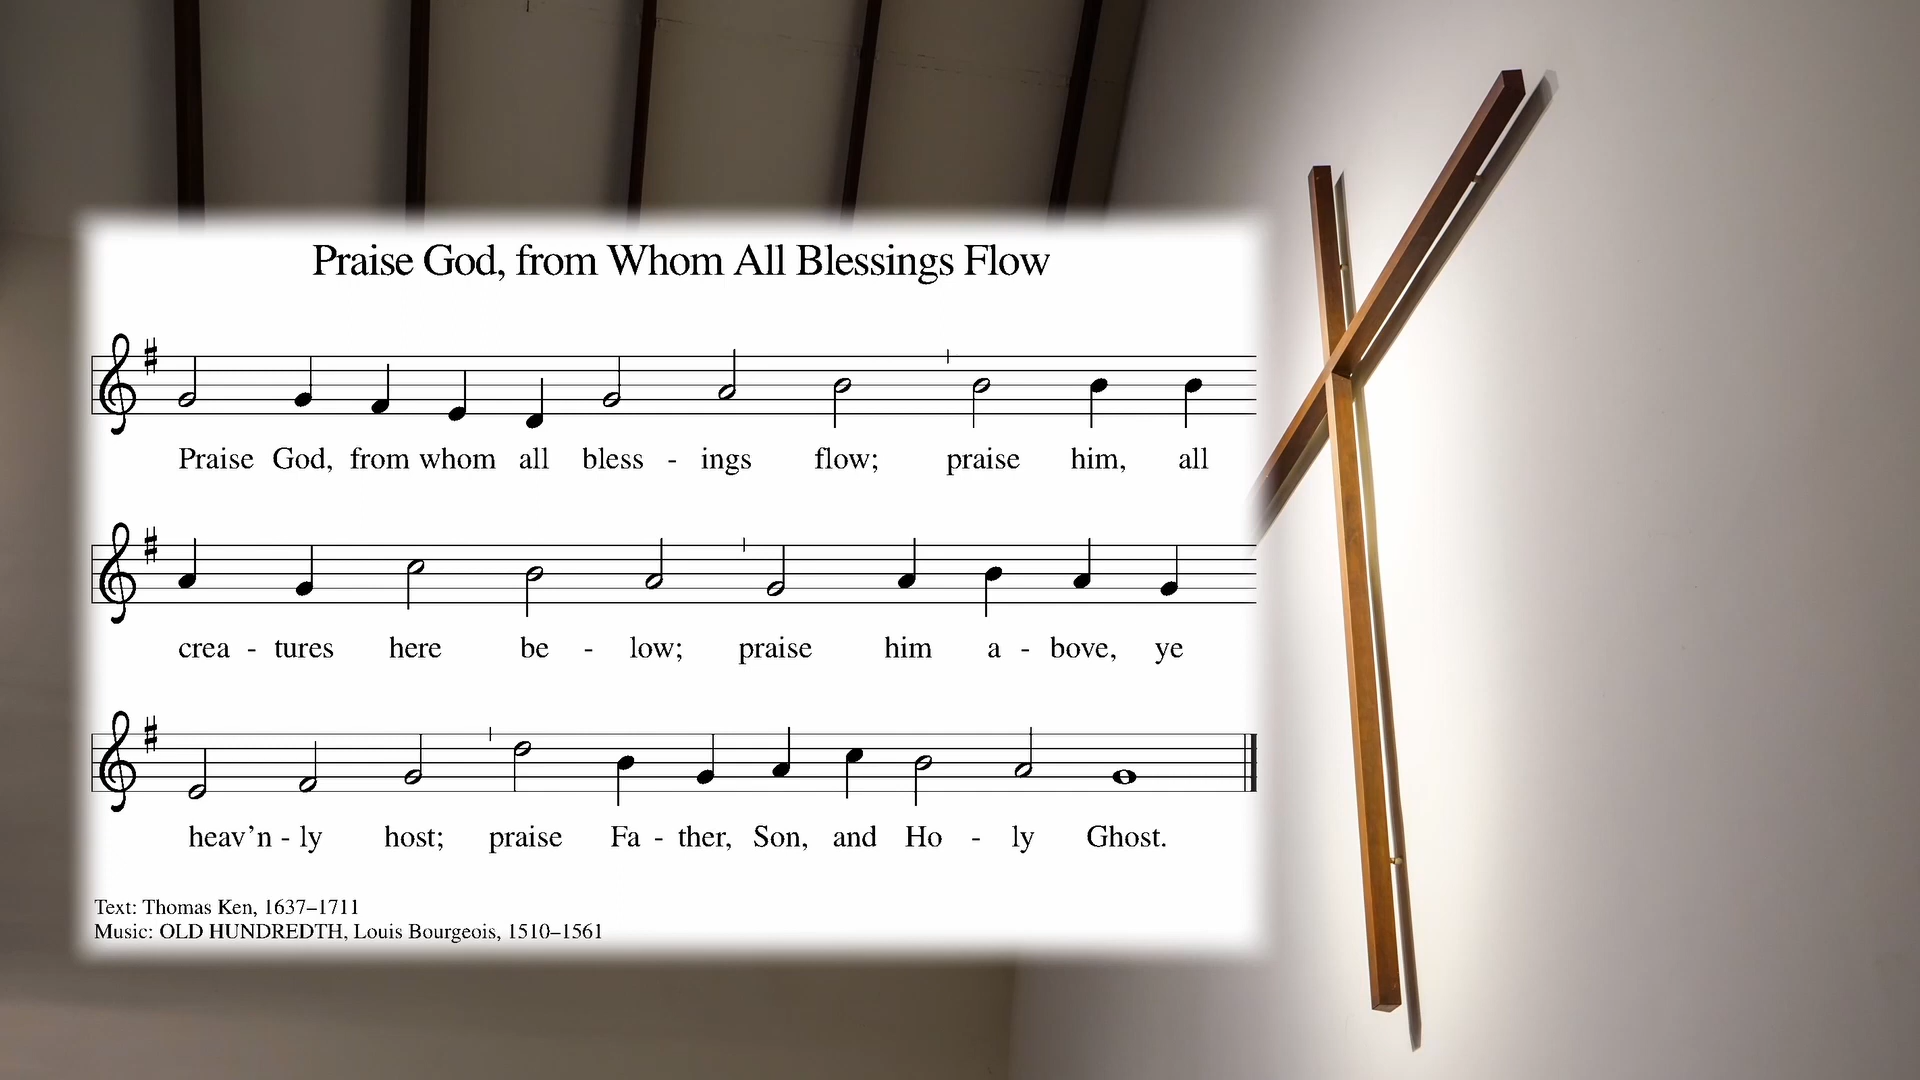 Praise God, from Whom All Blessings Flow
Praise God, from whom all bless - ings flow; praise him, all
crea - tures here be - low; praise him a - bove, ye
heav’n - ly host; praise Fa - ther, Son, and Ho - ly Ghost.
Text: Thomas Ken, 1637–1711
Music: OLD HUNDREDTH, Louis Bourgeois, 1510–1561